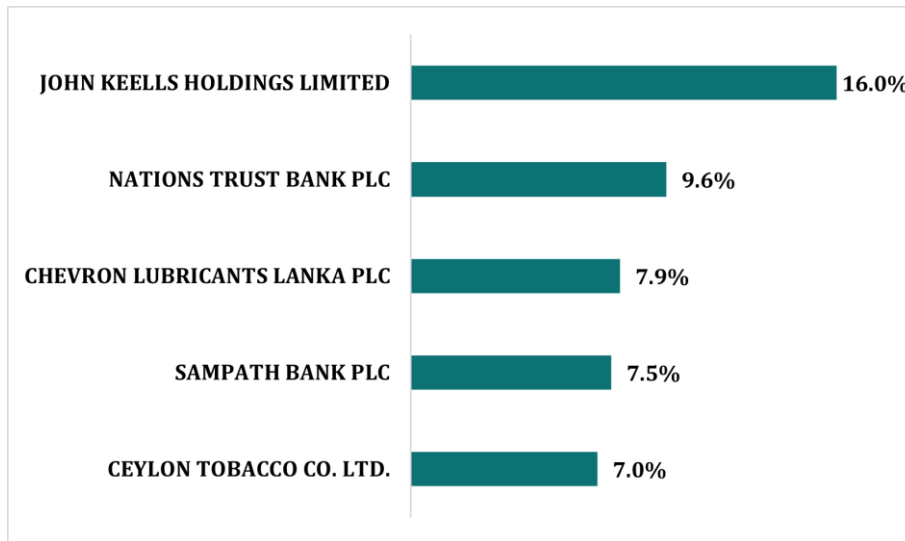 JOHN KEELLS HOLDINGS LIMITED 16.0%
NATIONS TRUST BANK PLC 9.6%
CHEVRON LUBRICANTS LANKA PLC 7.9%
SAMPATH BANK PLC 7.5%
CEYLON TOBACCO CO. LTD. 7.0%